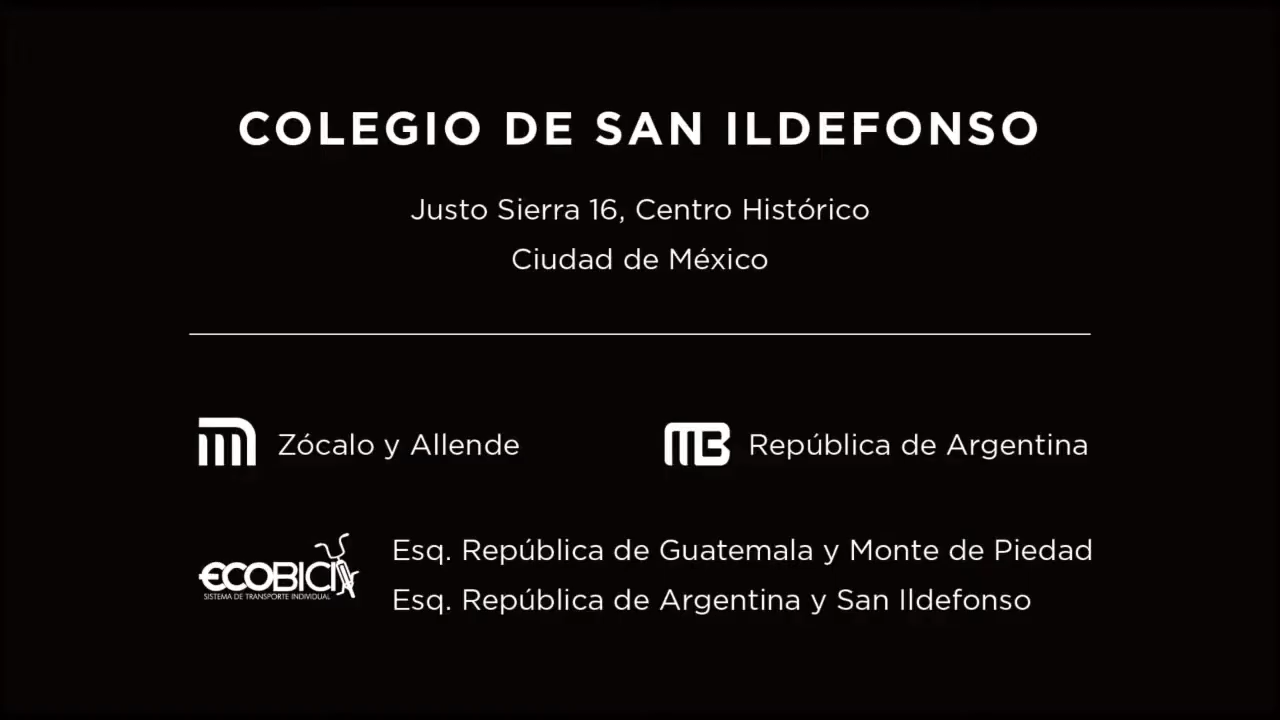 COLEGIO DE SAN ILDEFONSO
Justo Sierra 16, Centro Histórico
Ciudad de México
Zócalo y Allende
MB República de Argentina
ECOBICI
SISTEMA DE TRANSPORTE INDIVIDUAL
Esq. República de Guatemala y Monte de Piedad
Esq. República de Argentina y San Ildefonso